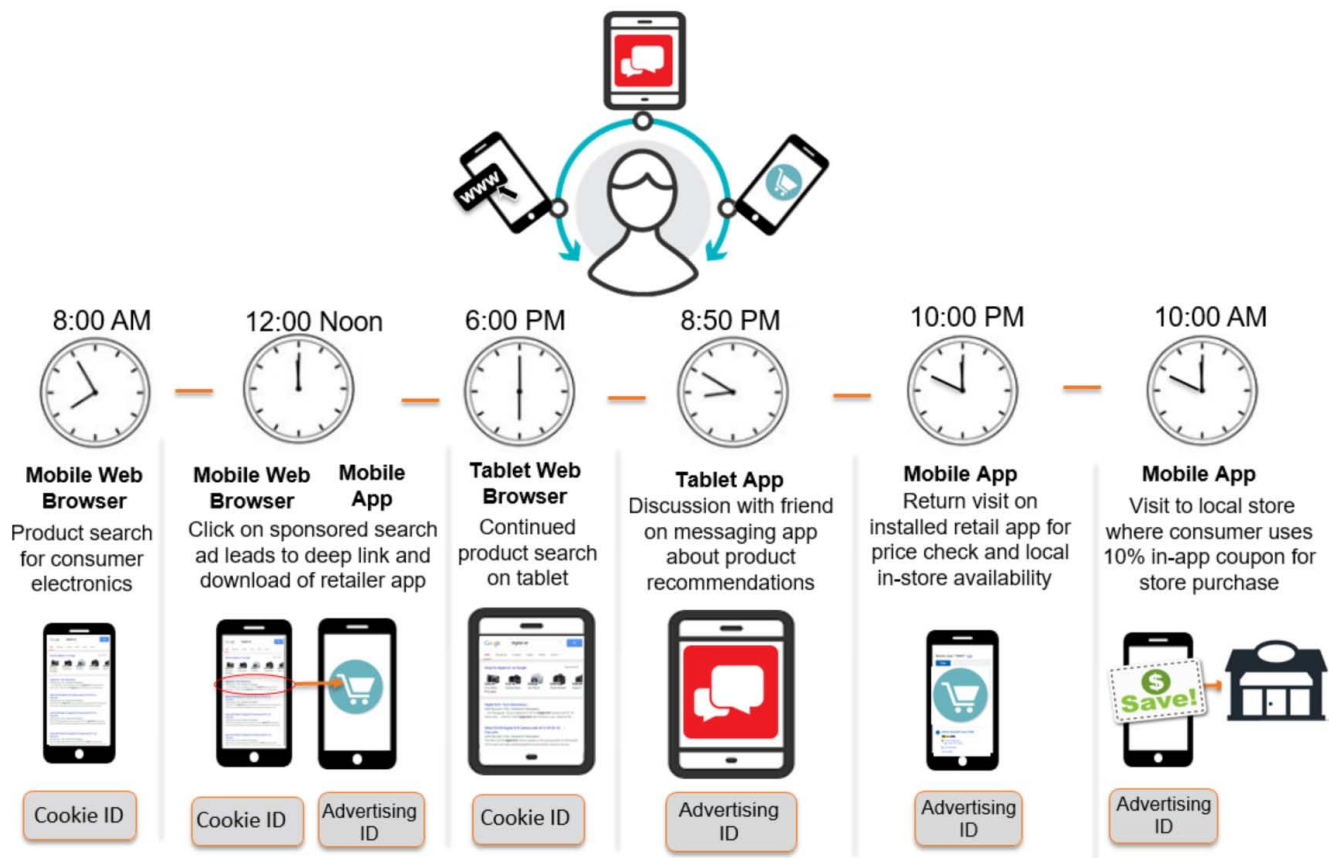 www
8:00 AM
12:00 Noon
6:00 PM
8:50 PM
10:00 PM
10:00 AM
Mobile Web
Browser
Product search
for consumer
electronics
Mobile Web
Browser
Mobile
App
Click on sponsored search
ad leads to deep link and
download of retailer app
Tablet Web
Browser
Continued
product search
on tablet
Tablet App
Discussion with friend
on messaging app
about product
recommendations
Mobile App
Return visit on
installed retail app for
price check and local
in-store availability
Mobile App
Visit to local store
where consumer uses
10% in-app coupon for
store purchase
Google
$
Save!
Cookie ID
Cookie ID
Advertising
ID
Cookie ID
Advertising
ID
Advertising
ID
Advertising
ID